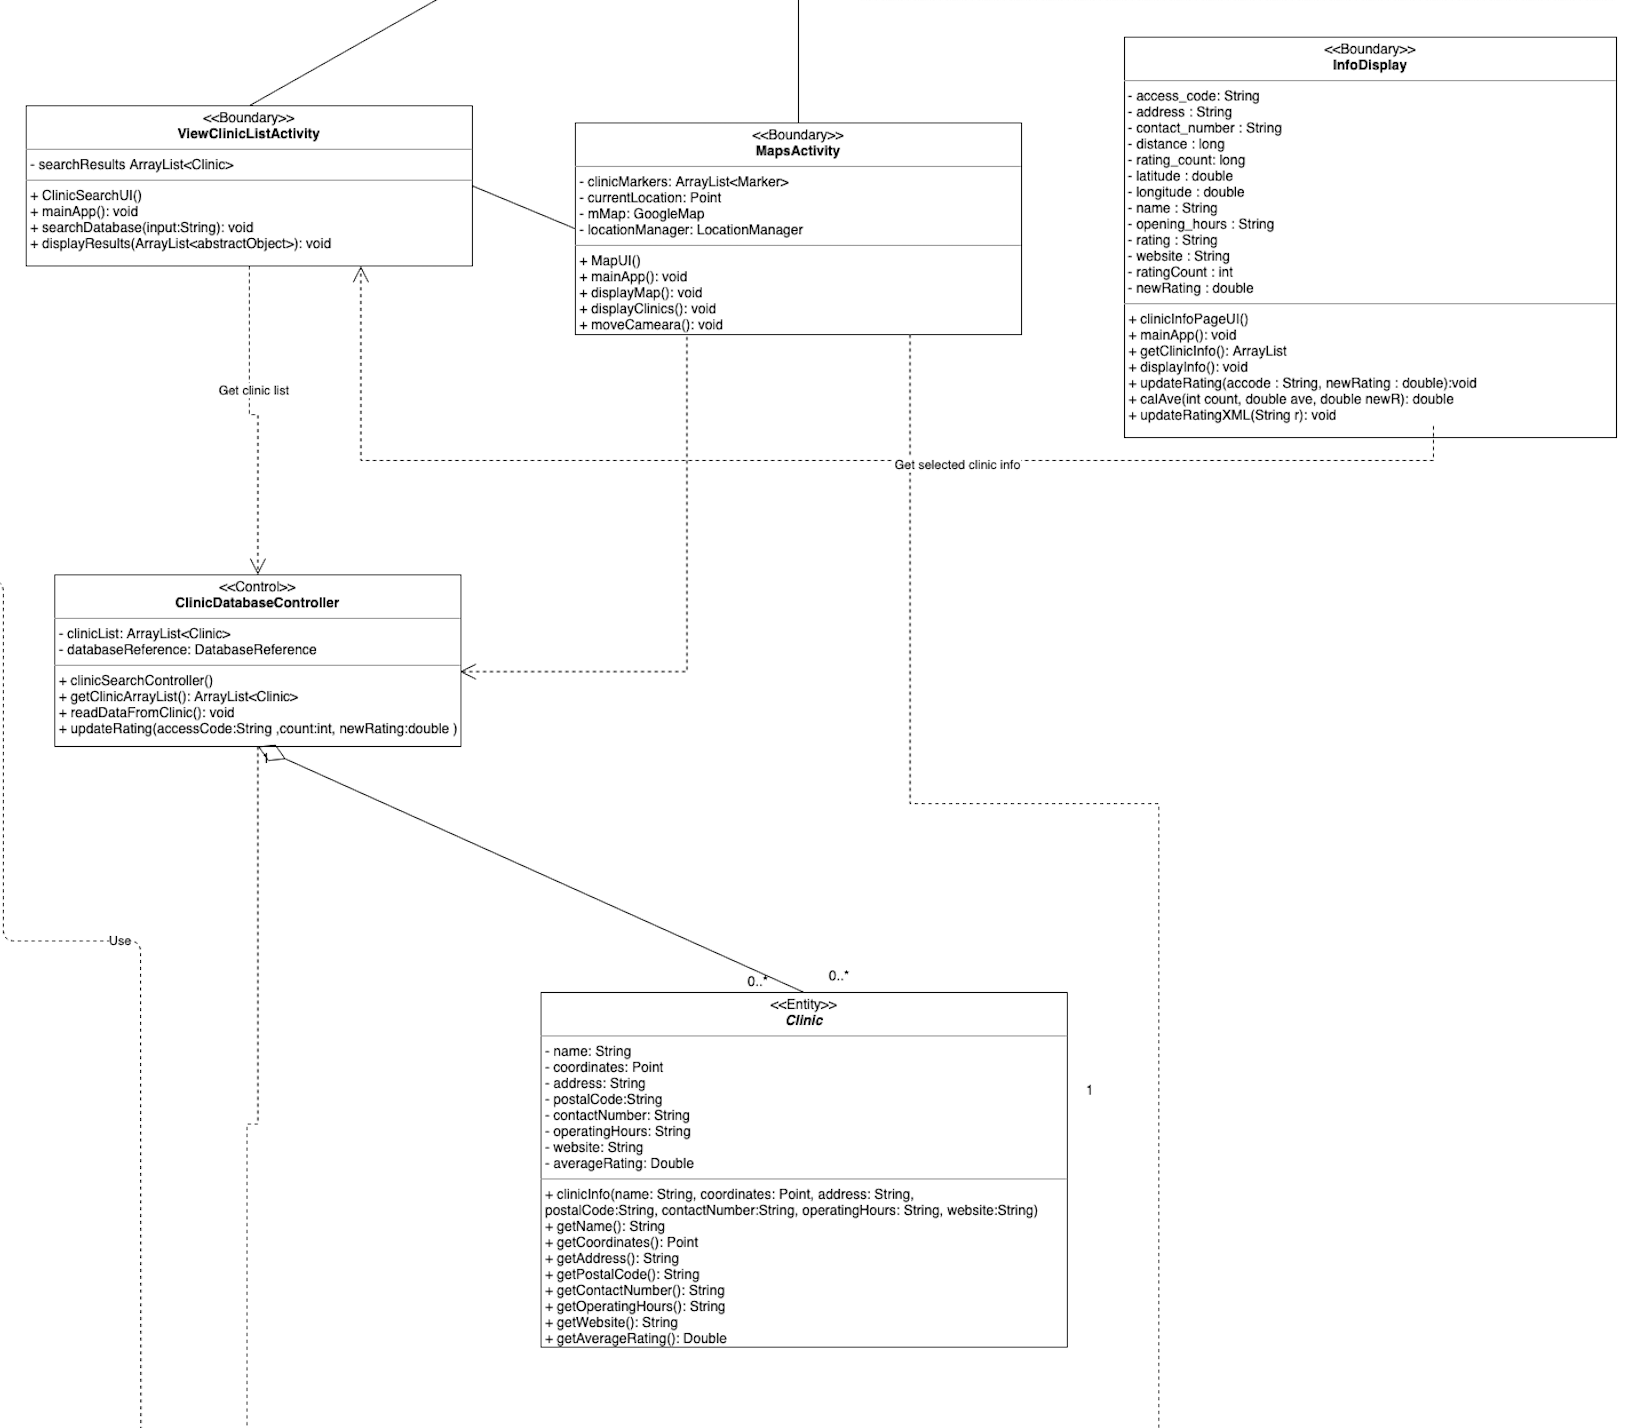 <<Boundary>>
ViewClinicListActivity
- searchResults ArrayList<Clinic>
+ ClinicSearchUI()
+ mainApp(): void
+ searchDatabase(input:String): void
+ displayResults(ArrayList<abstractObject>): void
<<Boundary>>
MapsActivity
- clinicMarkers: ArrayList<Marker>
- currentLocation: Point
- mMap: GoogleMap
- locationManager: LocationManager
+ MapUI()
+ mainApp(): void
+ displayMap(): void
+ displayClinics(): void
+ moveCameara(): void
<<Boundary>>
InfoDisplay
- access_code: String
- address : String
- contact_number : String
- distance : long
- rating_count: long
- latitude : double
- longitude : double
- name : String
- opening_hours : String
- rating : String
- website : String
- ratingCount : int
- newRating : double
+ clinicInfoPageUI()
+ mainApp(): void
+ getClinicInfo(): ArrayList
+ displayInfo(): void
+ updateRating(accode : String, newRating : double):void
+ calAve(int count, double ave, double newR): double
+ updateRatingXML(String r): void
Get clinic list
Get selected clinic info
<<Control>>
ClinicDatabaseController
- clinicList: ArrayList<Clinic>
- databaseReference: DatabaseReference
+ clinicSearchController()
+ getClinicArrayList(): ArrayList<Clinic>
+ readDataFromClinic(): void
+ updateRating(accessCode:String ,count:int, newRating:double )
1
Use
0..*
0..*
<<Entity>>
Clinic
- name: String
- coordinates: Point
- address: String
- postalCode:String
- contactNumber: String
- operatingHours: String
- website: String
- averageRating: Double
+ clinicInfo(name: String, coordinates: Point, address: String,
postalCode:String, contactNumber:String, operatingHours: String, website:String)
+ getName(): String
+ getCoordinates(): Point
+ getAddress(): String
+ getPostalCode(): String
+ getContactNumber(): String
+ getOperatingHours(): String
+ getWebsite(): String
+ getAverageRating(): Double
1